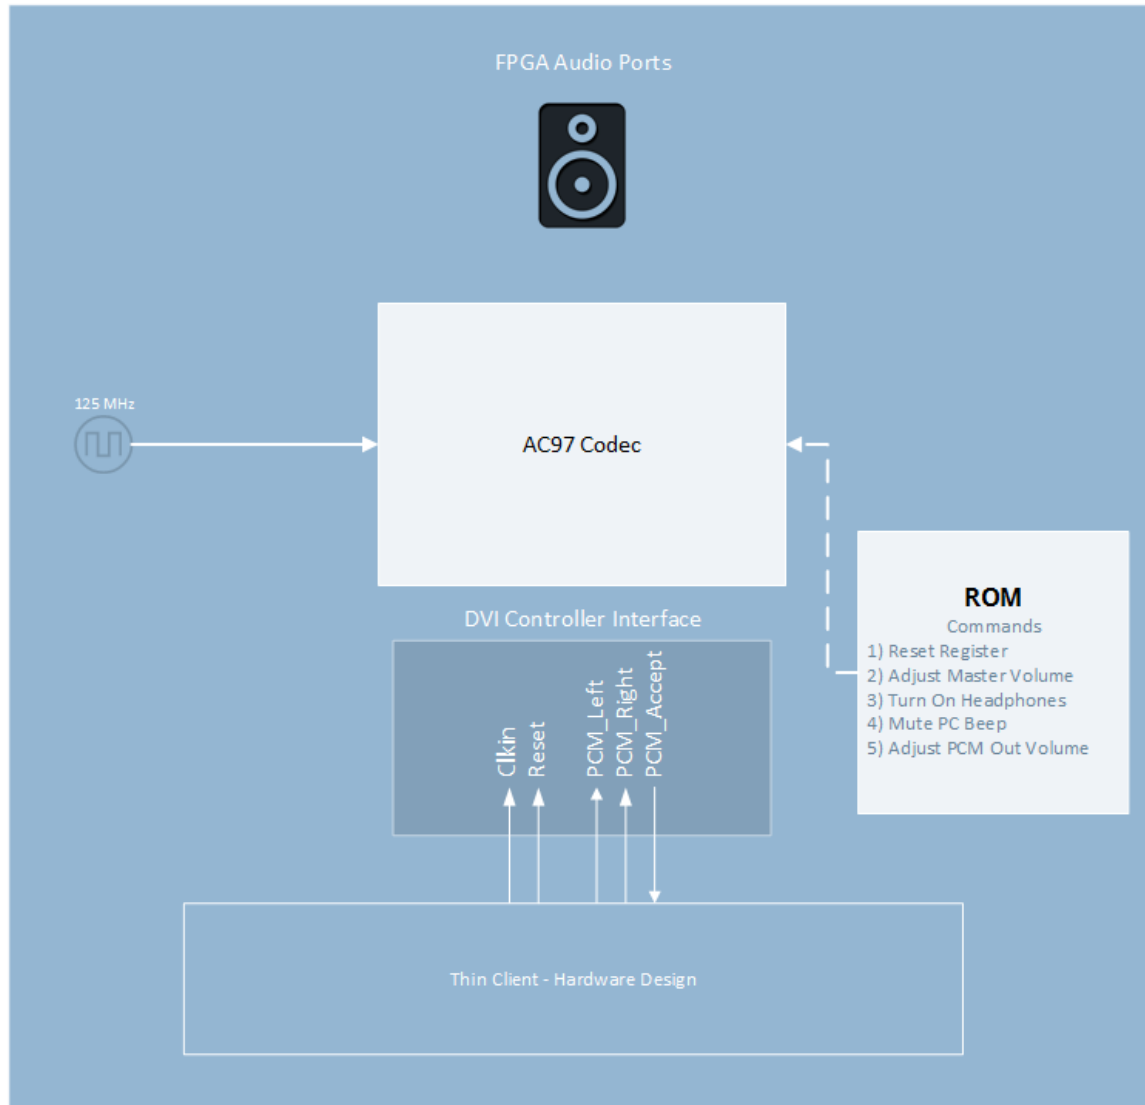 FPGA Audio Ports
125 MHz
AC97 Codec
ROM
Commands
1) Reset Register
2) Adjust Master Volume
3) Turn On Headphones
4) Mute PC Beep
5) Adjust PCM Out Volume
DVI Controller Interface
Clkin
Reset
PCM_Left
PCM_Right
PCM_Accept
Thin Client - Hardware Design